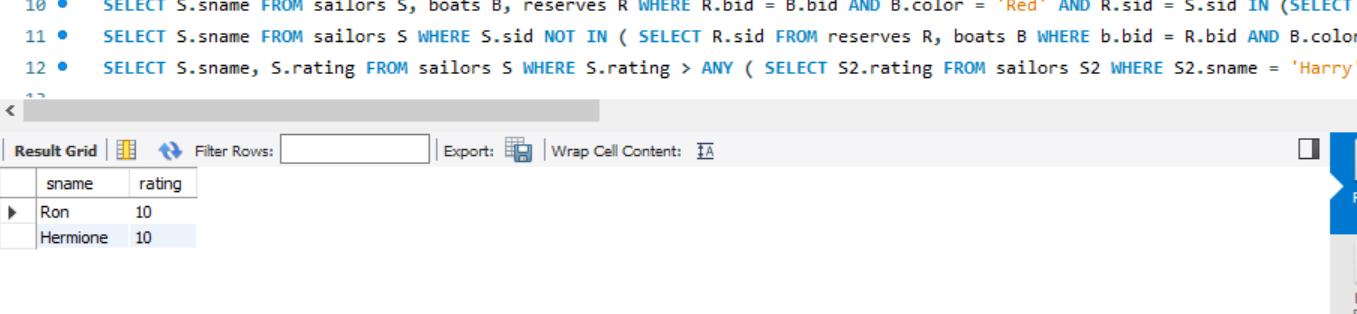 10 SELECT S.sname FROM sailors S, boats B, reserves R WHERE R.bid = B.bid AND B.color = 'Red' AND R.sid = S.sid IN (SELECT
11 SELECT S.sname FROM sailors S WHERE S.sid NOT IN ( SELECT R.sid FROM reserves R, boats B WHERE b.bid = R.bid AND B.color
12 SELECT S.sname, S.rating FROM sailors S WHERE S.rating > ANY ( SELECT S2.rating FROM sailors S2 WHERE S2.sname = 'Harry'
Result Grid Filter Rows: Export: Wrap Cell Content:
sname rating
Ron 10
Hermione 10